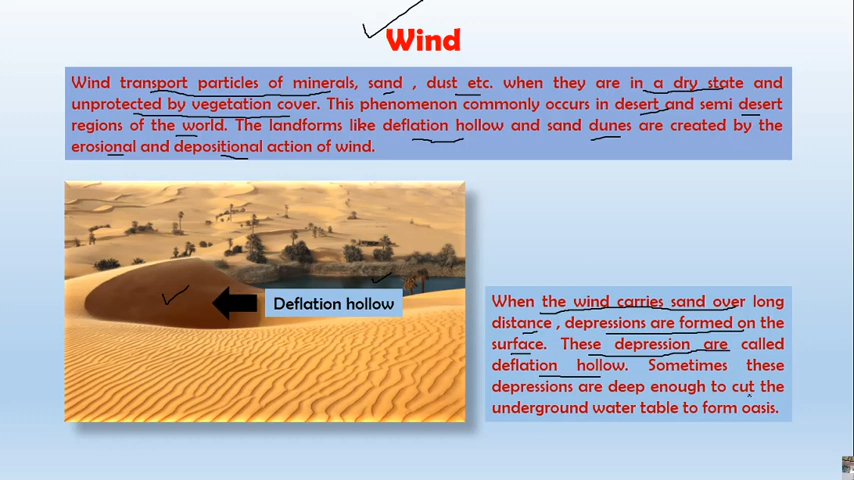 Wind
Wind transport particles of minerals, sand , dust etc. when they are in a dry state and
unprotected by vegetation cover. This phenomenon commonly occurs in desert and semi desert
regions of the world. The landforms like deflation hollow and sand dunes are created by the
erosional and depositional action of wind.
Deflation hollow
When the wind carries sand over long
distance , depressions are formed on the
surface. These depression are called
deflation hollow. Sometimes these
depressions are deep enough to cut the
underground water table to form oasis.